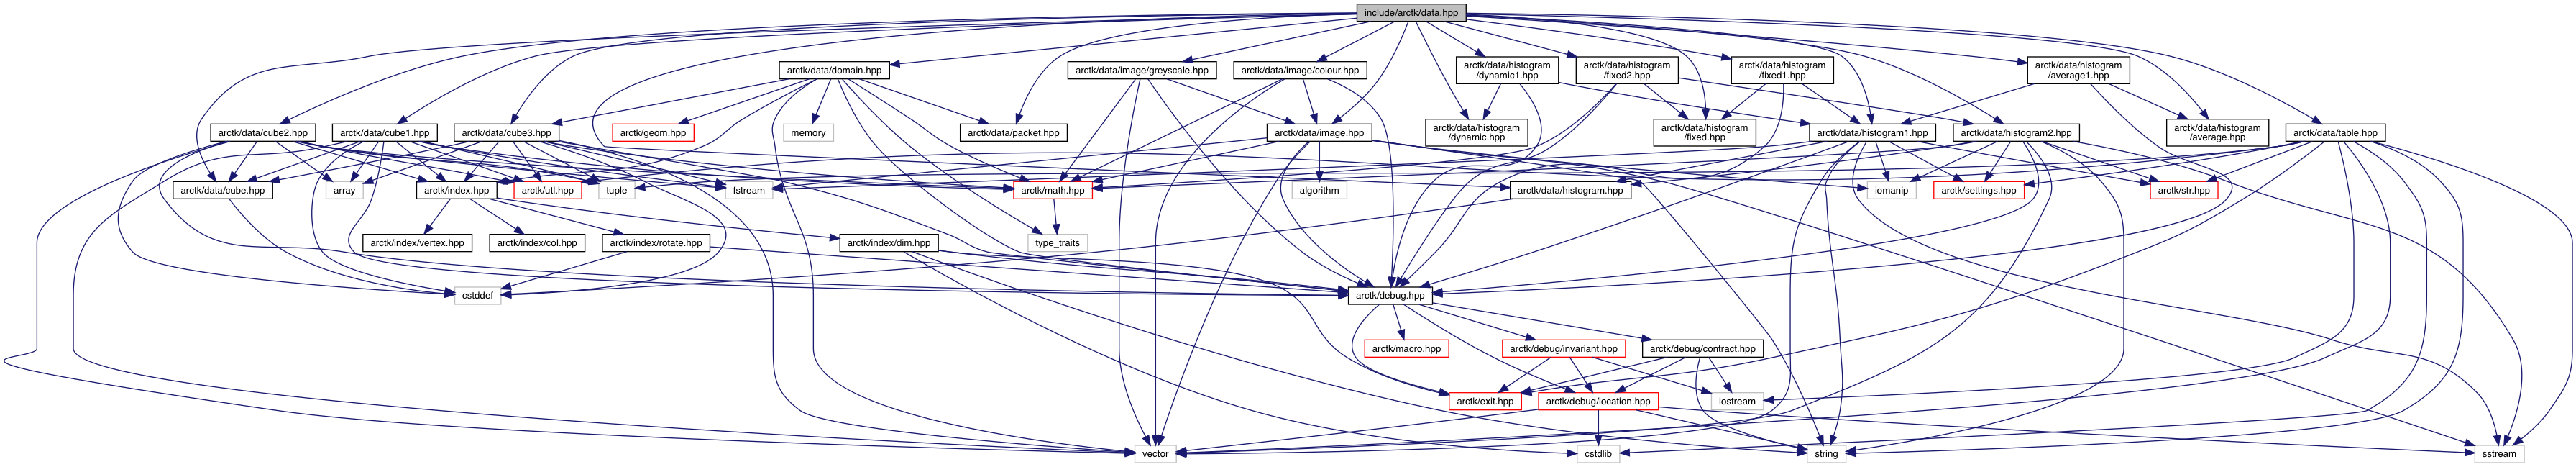 include/arctk/data.hpp
arctk/data/domain.hpp
arctk/data/image/greyscale.hpp
arctk/data/image/colour.hpp
arctk/data/histogram
/dynamic1.hpp
arctk/data/histogram
/fixed2.hpp
arctk/data/histogram
/fixed1.hpp
arctk/data/histogram
/average1.hpp
arctk/data/cube2.hpp
arctk/data/cube1.hpp
arctk/data/cube3.hpp
arctk/geom.hpp
memory
arctk/data/packet.hpp
arctk/data/image.hpp
arctk/data/histogram
/dynamic.hpp
arctk/data/histogram
/fixed.hpp
arctk/data/histogram1.hpp
arctk/data/histogram2.hpp
arctk/data/histogram
/average.hpp
arctk/data/table.hpp
arctk/data/cube.hpp
array
arctk/index.hpp
arctk/utl.hpp
tuple
fstream
arctk/data/histogram.hpp
arctk/math.hpp
algorithm
iomanip
arctk/settings.hpp
arctk/str.hpp
arctk/index/vertex.hpp
arctk/index/col.hpp
arctk/index/rotate.hpp
arctk/index/dim.hpp
type_traits
cstddef
arctk/debug.hpp
arctk/macro.hpp
arctk/debug/invariant.hpp
arctk/debug/contract.hpp
arctk/exit.hpp
arctk/debug/location.hpp
iostream
vector
cstdlib
string
sstream